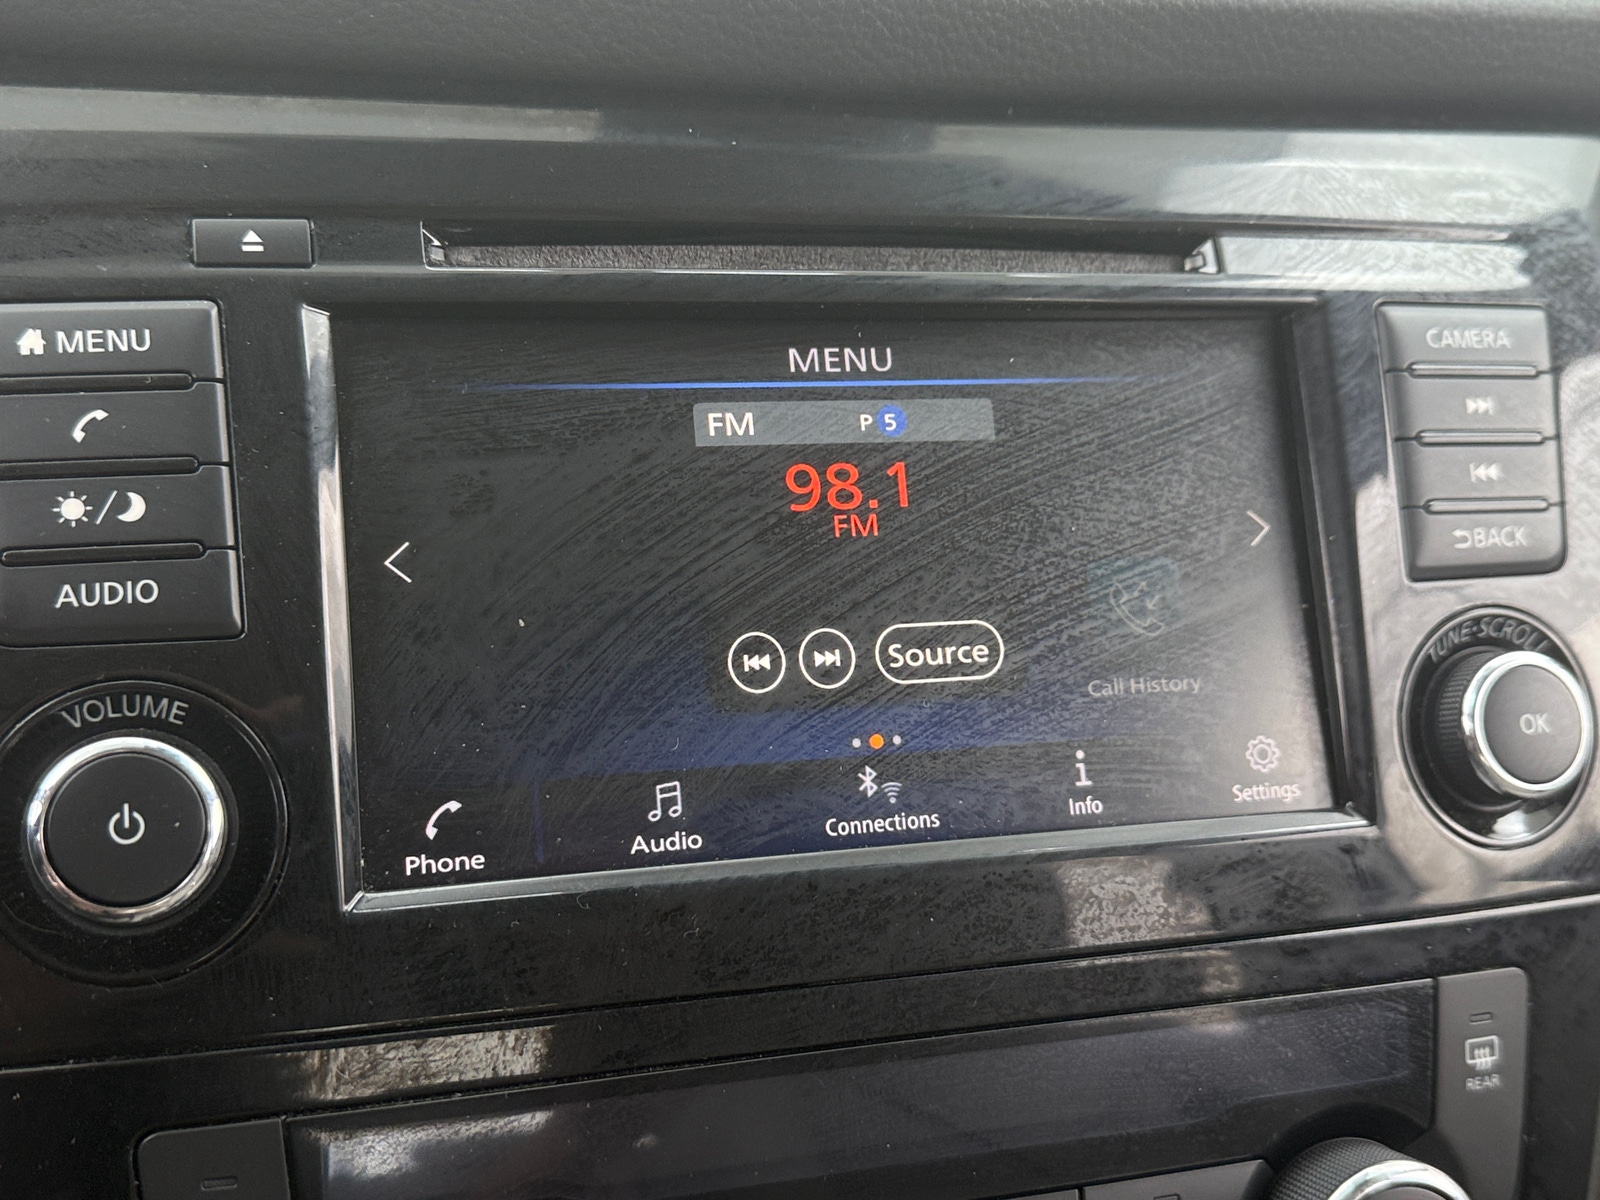 MENU
AUDIO
VOLUME
MENU
FM P 5
98.1
FM
Source
Call History
Phone
Audio
Connections
Info
Settings
CAMERA
BACK
TUNE·SCROLL
OK
REAR